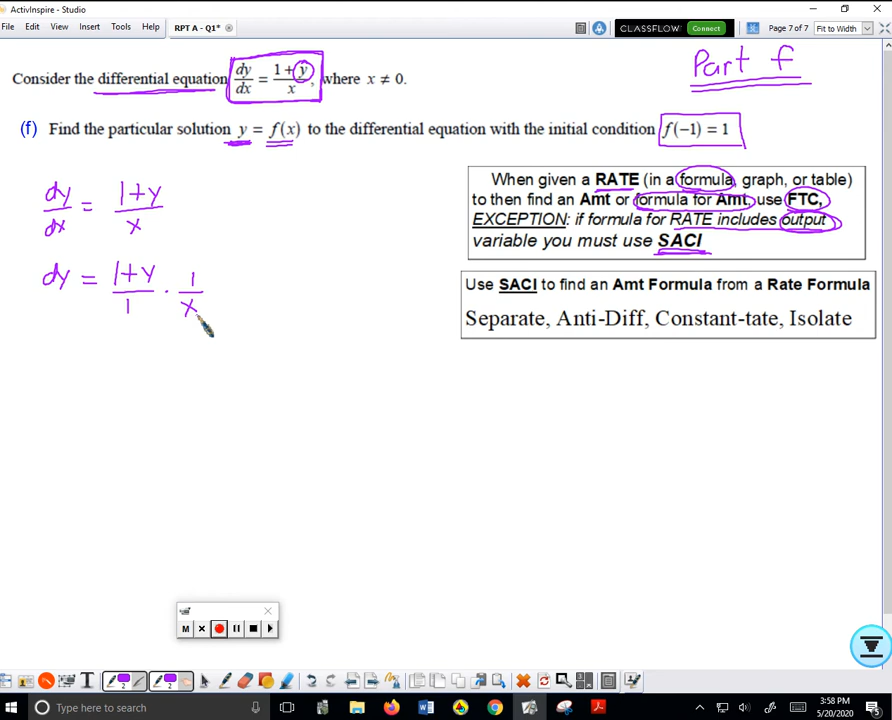 ActivInspire - Studio
File Edit View Insert Tools Help RPT A - Q1* CLASSFLOW Connect Page 7 of 7 Fit to Width
Part f
Consider the differential equation dy/dx = 1 + y/x, where x ≠ 0.
(f) Find the particular solution y = f(x) to the differential equation with the initial condition f(−1) = 1
When given a RATE (in a formula, graph, or table)
to then find an Amt or formula for Amt, use FTC,
EXCEPTION: if formula for RATE includes output
variable you must use SACI
dy/dx = 1+y/x
dy = 1+y/1 · 1/x
Use SACI to find an Amt Formula from a Rate Formula
Separate, Anti-Diff, Constant-tate, Isolate
M
T 2 2
Type here to search
3:58 PM
5/20/2020
5